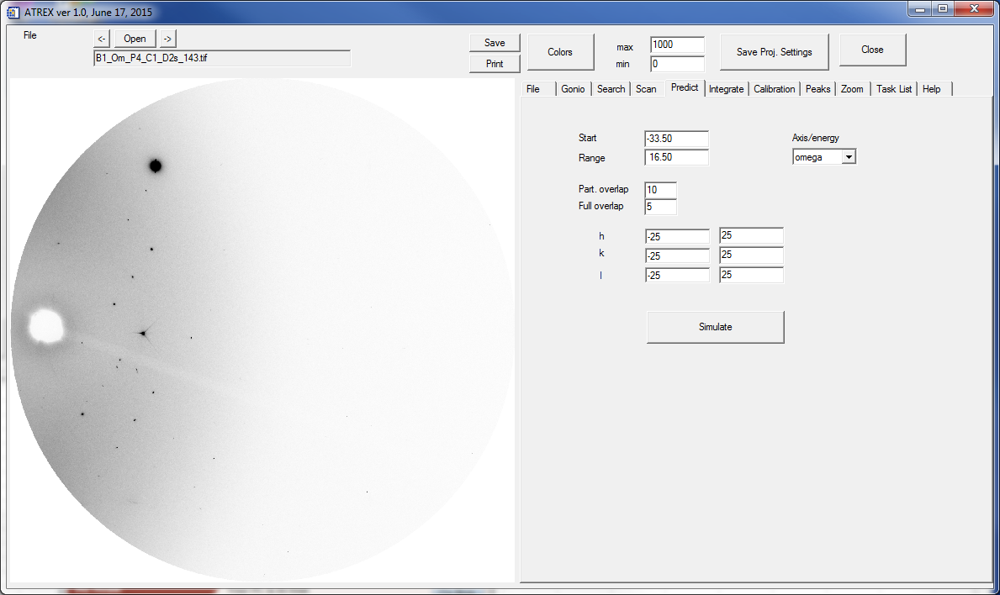 ATREX ver 1.0, June 17, 2015
File
<- Open ->
B1_Om_P4_C1_D2s_143.tif
Save
Print
Colors
max 1000
min 0
Save Proj. Settings
Close
File Gonio Search Scan Predict Integrate Calibration Peaks Zoom Task List Help
Start -33.50
Range 16.50
Axis/energy
omega
Part. overlap 10
Full overlap 5
h -25 25
k -25 25
l -25 25
Simulate